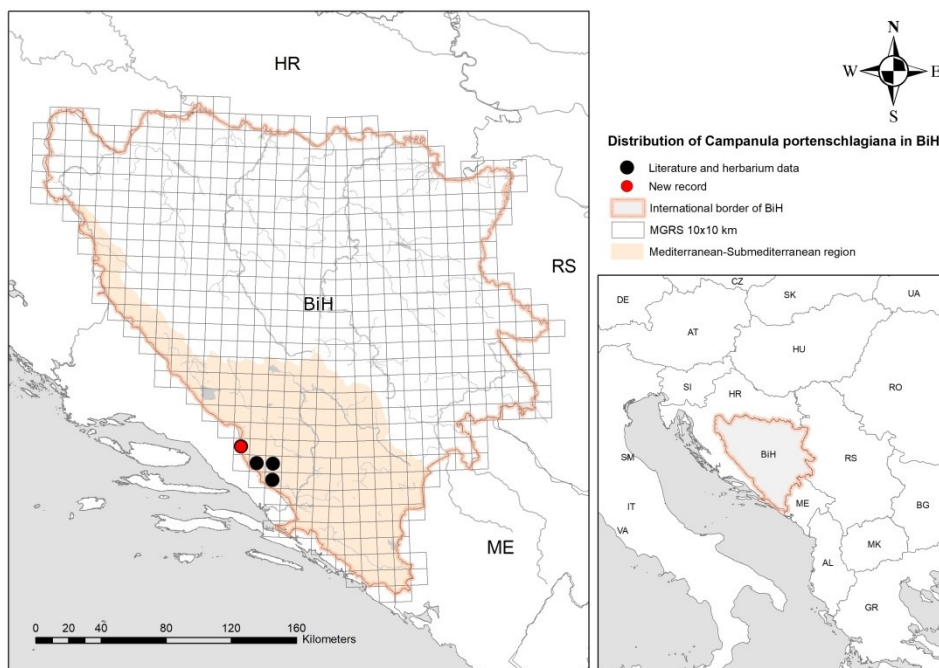 HR
RS
BiH
ME
0 10 20 40 80 120 160
Kilometers
N
W E
S
Distribution of Campanula portenschlagiana in BiH
Literature and herbarium data
New record
International border of BiH
MGRS 10x10 km
Mediterranean-Submediterranean region
CZ
DE SK UA
AT
HU
SI RO
HR
BiH
SM RS
IT ME BG
VA
MK
AL
GR